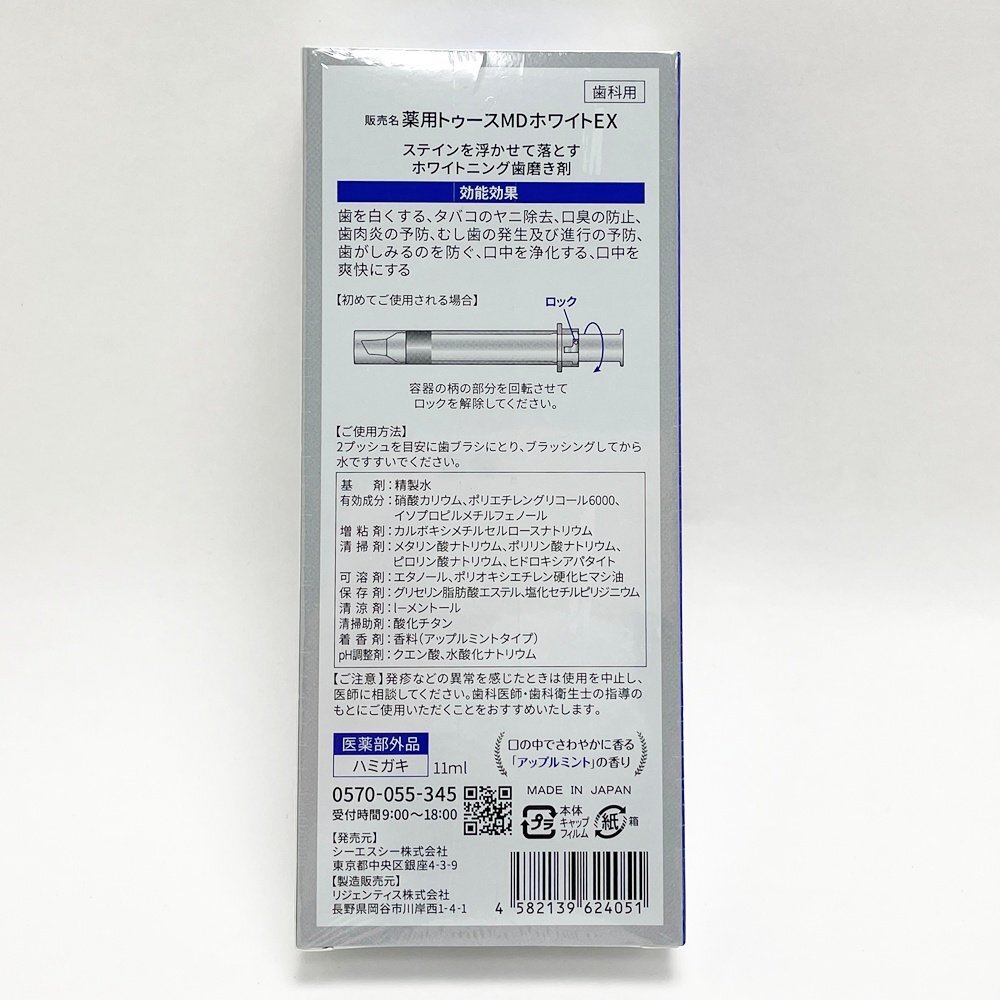 歯科用
販売名 薬用トゥースMDホワイトEX
ステインを浮かせて落とす
ホワイトニング歯磨き剤
効能効果
歯を白くする、タバコのヤニ除去、口臭の防止、
歯肉炎の予防、むし歯の発生及び進行の予防、
歯がしみるのを防ぐ、口中を浄化する、口中を
爽快にする
【初めてご使用される場合】
ロック
容器の柄の部分を回転させて
ロックを解除してください。
【ご使用方法】
2プッシュを目安に歯ブラシにとり、ブラッシングしてから
水ですすいでください。
基剤：精製水
有効成分：硝酸カリウム、ポリエチレングリコール6000、
イソプロピルメチルフェノール
増粘剤：カルボキシメチルセルロースナトリウム
清掃剤：メタリン酸ナトリウム、ポリリン酸ナトリウム、
ピロリン酸ナトリウム、ヒドロキシアパタイト
可溶剤：エタノール、ポリオキシエチレン硬化ヒマシ油
保存剤：グリセリン脂肪酸エステル、塩化セチルピリジニウム
清涼剤：l－メントール
清掃助剤：酸化チタン
着香剤：香料（アップルミントタイプ）
pH調整剤：クエン酸、水酸化ナトリウム
【ご注意】発疹などの異常を感じたときは使用を中止し、
医師に相談してください。歯科医師・歯科衛生士の指導の
もとにご使用いただくことをおすすめいたします。
医薬部外品
ハミガキ 11ml
口の中でさわやかに香る
「アップルミント」の香り
0570-055-345
受付時間9:00〜18:00
MADE IN JAPAN
プラ
本体
キャップ
フィルム
紙
箱
【発売元】
シーエスシー株式会社
東京都中央区銀座4-3-9
【製造販売元】
リジェンティス株式会社
長野県岡谷市川岸西1-4-1
4 582139 624051